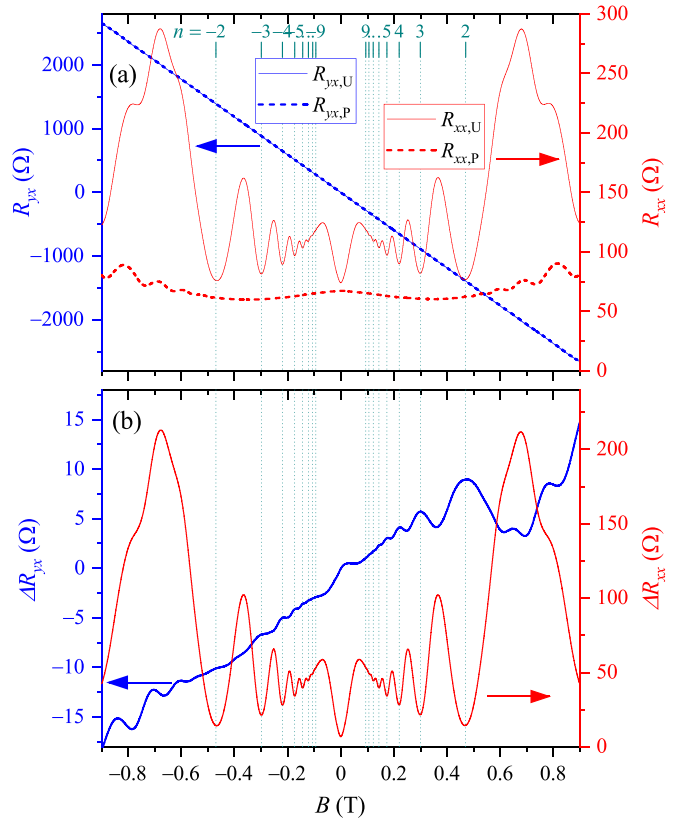 n = −2 −3 −4 −5…−9 9…5 4 3 2
(a)
R_yx,U
R_yx,P
R_xx,U
R_xx,P
2000
1000
0
−1000
−2000
R_yx (Ω)
300
250
200
150
100
50
0
R_xx (Ω)
(b)
15
10
5
0
−5
−10
−15
ΔR_yx (Ω)
200
150
100
50
0
ΔR_xx (Ω)
−0.8 −0.6 −0.4 −0.2 0 0.2 0.4 0.6 0.8
B (T)